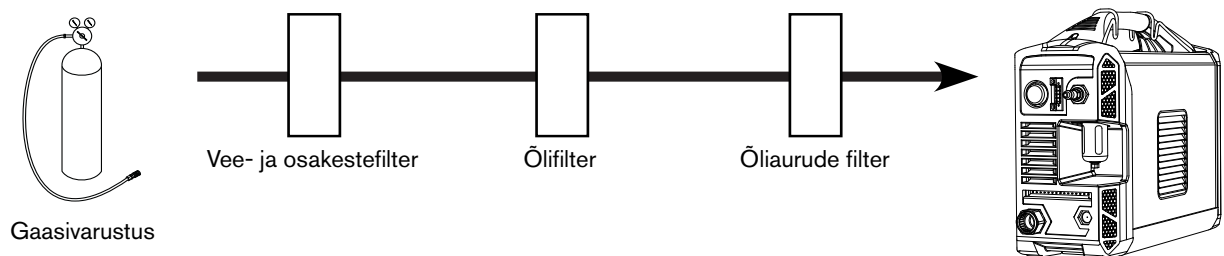 Vee- ja osakestefilter
Õlifilter
Õliaurude filter
Gaasivarustus